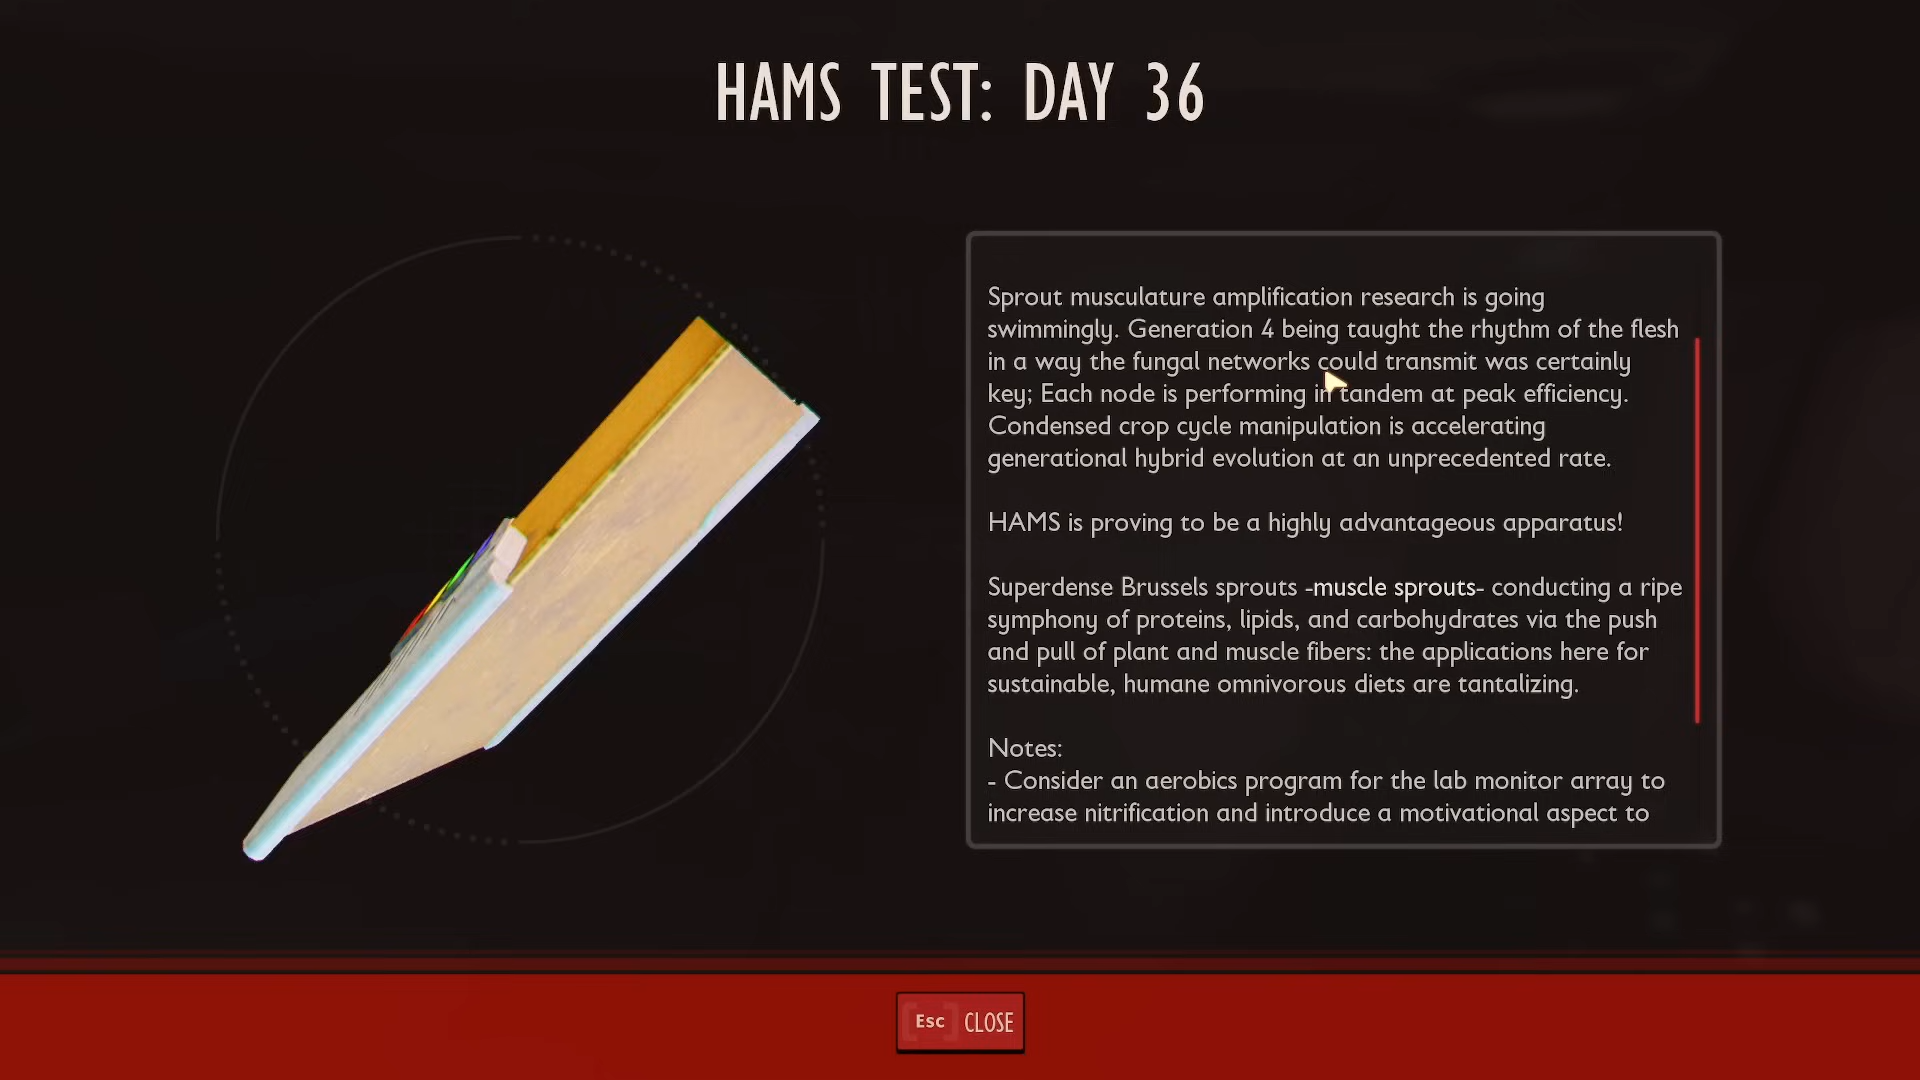 HAMS TEST: DAY 36
Sprout musculature amplification research is going
swimmingly. Generation 4 being taught the rhythm of the flesh
in a way the fungal networks could transmit was certainly
key; Each node is performing in tandem at peak efficiency.
Condensed crop cycle manipulation is accelerating
generational hybrid evolution at an unprecedented rate.
HAMS is proving to be a highly advantageous apparatus!
Superdense Brussels sprouts -muscle sprouts- conducting a ripe
symphony of proteins, lipids, and carbohydrates via the push
and pull of plant and muscle fibers: the applications here for
sustainable, humane omnivorous diets are tantalizing.
Notes:
- Consider an aerobics program for the lab monitor array to
increase nitrification and introduce a motivational aspect to
Esc CLOSE